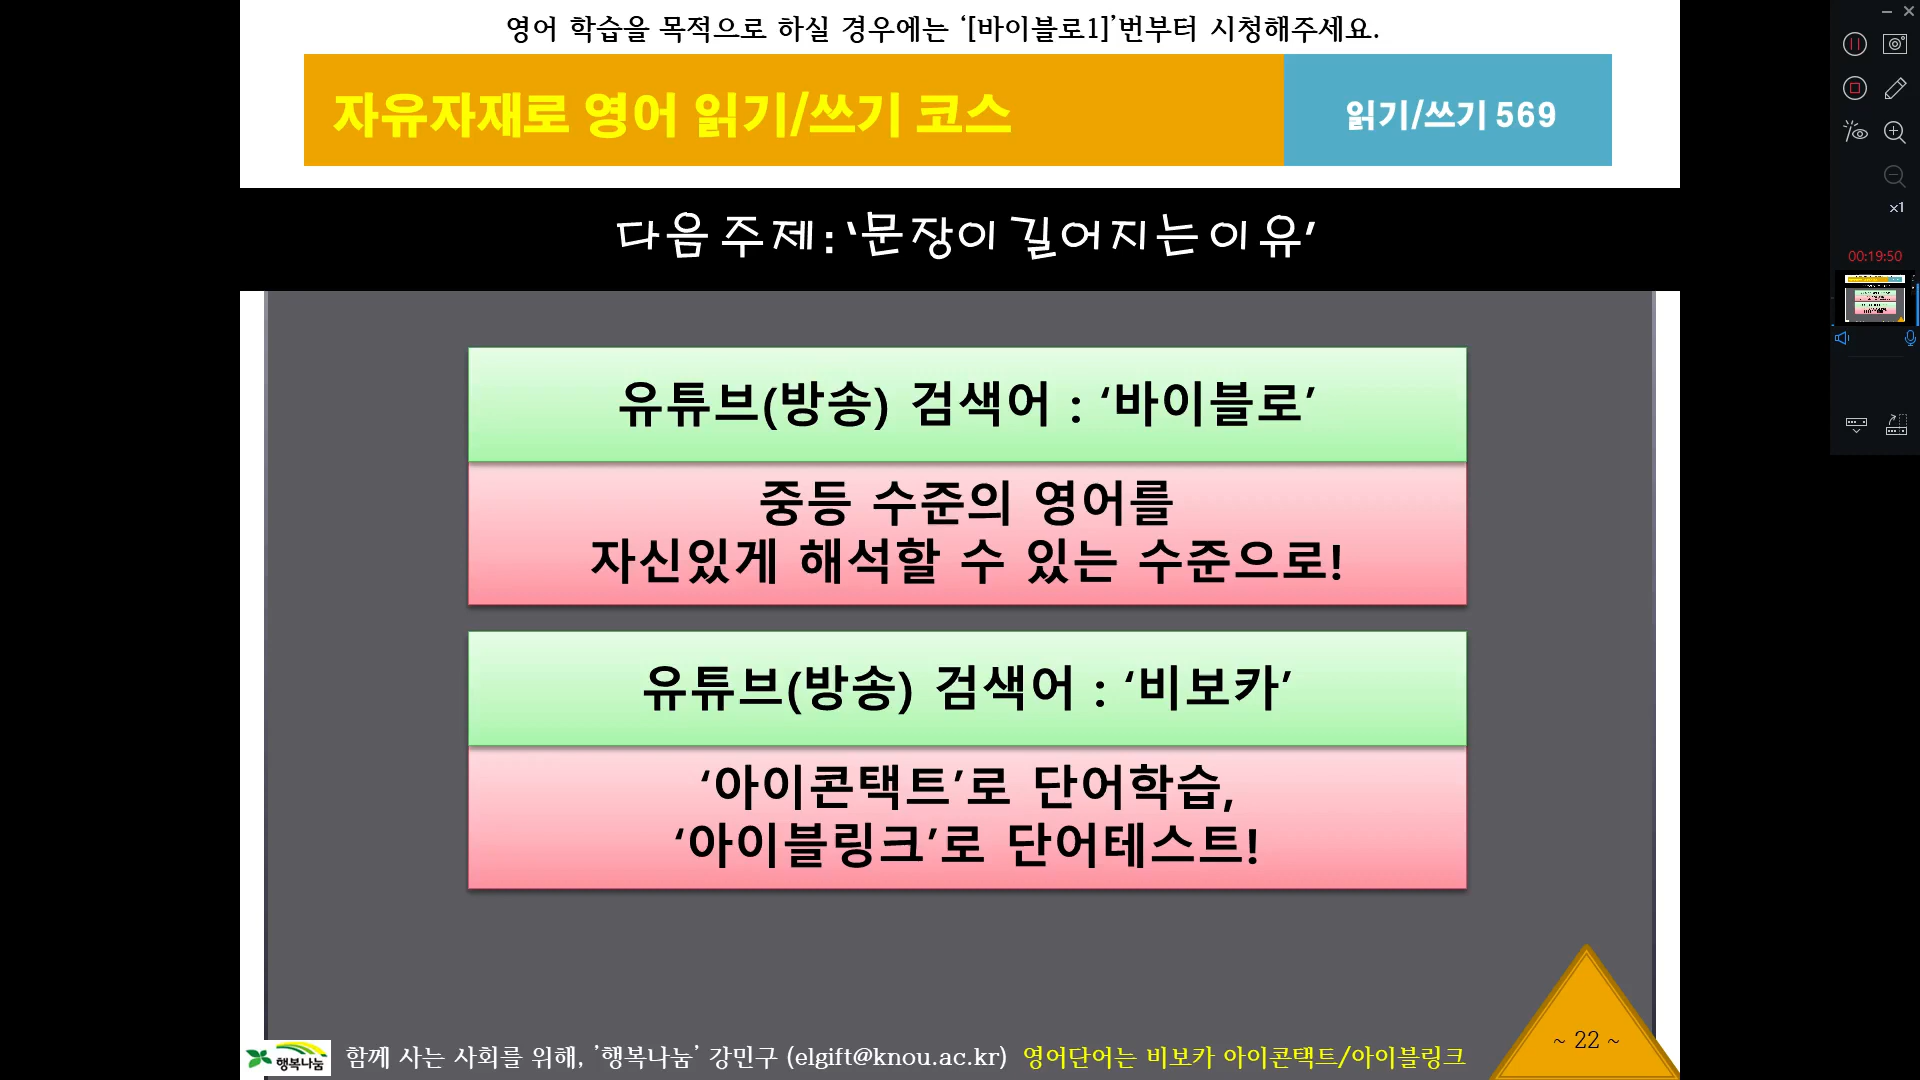 영어 학습을 목적으로 하실 경우에는 ‘[바이블로1]’번부터 시청해주세요.
자유자재로 영어 읽기/쓰기 코스
읽기/쓰기 569
다음 주제 : ‘문장이 길어지는 이유’
유튜브(방송) 검색어 : ‘바이블로’
중등 수준의 영어를
자신있게 해석할 수 있는 수준으로!
유튜브(방송) 검색어 : ‘비보카’
‘아이콘택트’로 단어학습,
‘아이블링크’로 단어테스트!
~ 22 ~
행복나눔
함께 사는 사회를 위해, ’행복나눔’ 강민구 (elgift@knou.ac.kr) 영어단어는 비보카 아이콘택트/아이블링크
x1
00:19:50